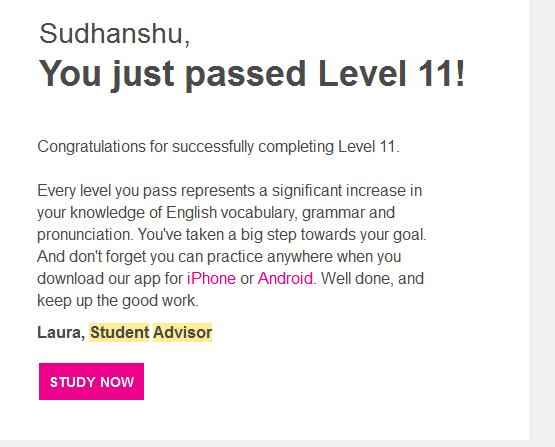 Sudhanshu,
You just passed Level 11!
Congratulations for successfully completing Level 11.
Every level you pass represents a significant increase in
your knowledge of English vocabulary, grammar and
pronunciation. You've taken a big step towards your goal.
And don't forget you can practice anywhere when you
download our app for iPhone or Android. Well done, and
keep up the good work.
Laura, Student Advisor
STUDY NOW